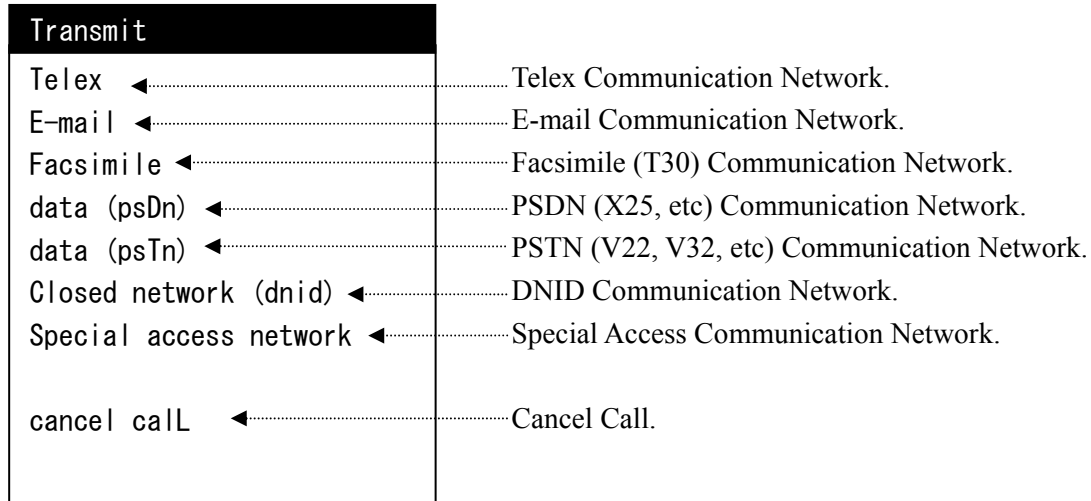 Transmit
Telex Telex Communication Network.
E-mail E-mail Communication Network.
Facsimile Facsimile (T30) Communication Network.
data (psDn) PSDN (X25, etc) Communication Network.
data (psTn) PSTN (V22, V32, etc) Communication Network.
Closed network (dnid) DNID Communication Network.
Special access network Special Access Communication Network.
cancel calL Cancel Call.